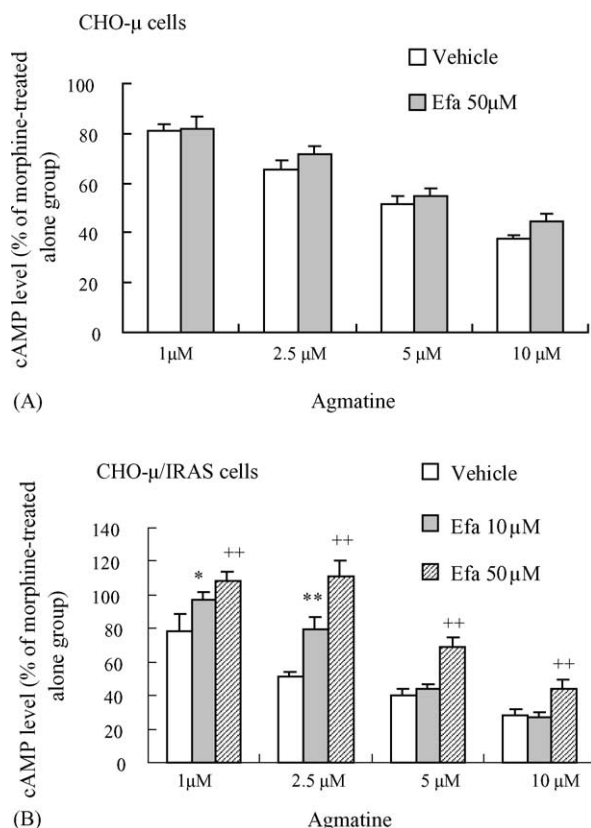 CHO-μ cells
Vehicle
Efa 50μM
cAMP level (% of morphine-treated
alone group)
100
80
60
40
20
0
1μM 2.5 μM 5 μM 10 μM
(A) Agmatine
CHO-μ/IRAS cells
Vehicle
Efa 10μM
Efa 50μM
cAMP level (% of morphine-treated
alone group)
140
120
100
80
60
40
20
0
* ++
** ++
++
++
1μM 2.5 μM 5 μM 10 μM
(B) Agmatine